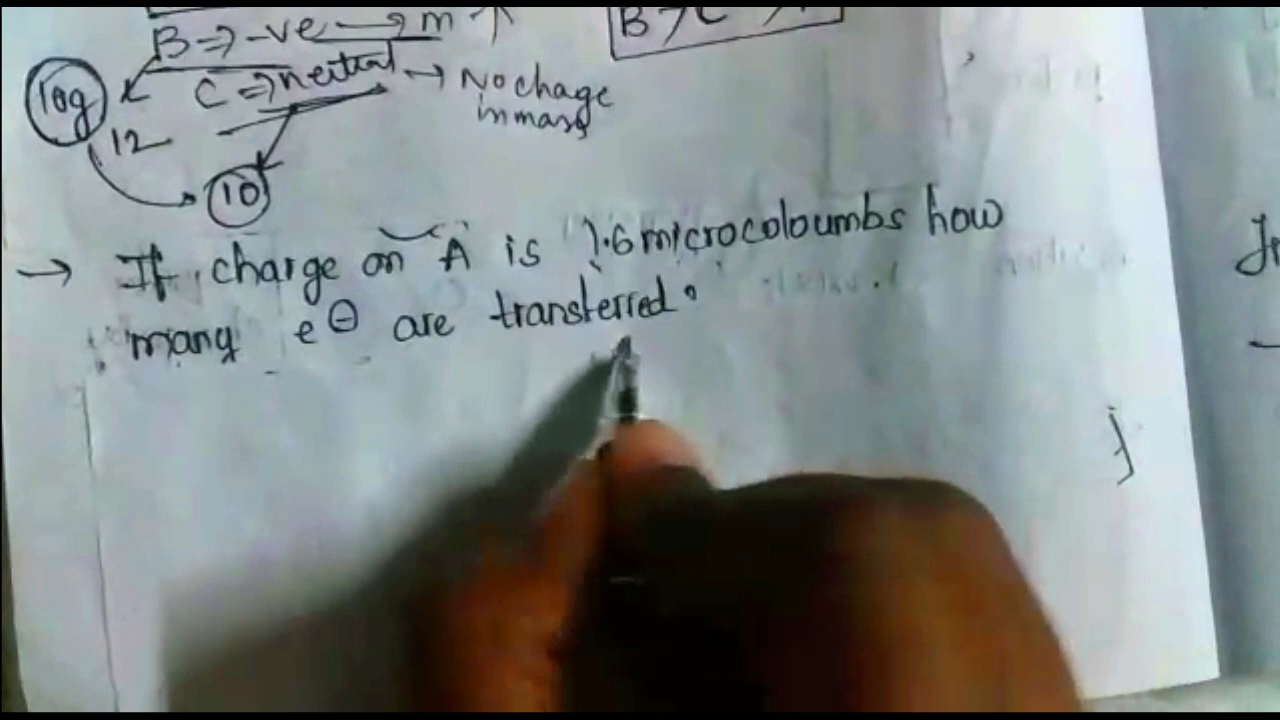 B ⇒ -ve → m ↑
B > C >
10g
C ⇒ neutral → No chage
in mass
12
10
→ If charge on A is 1.6 microcoloumbs how
many e⊖ are transferred.